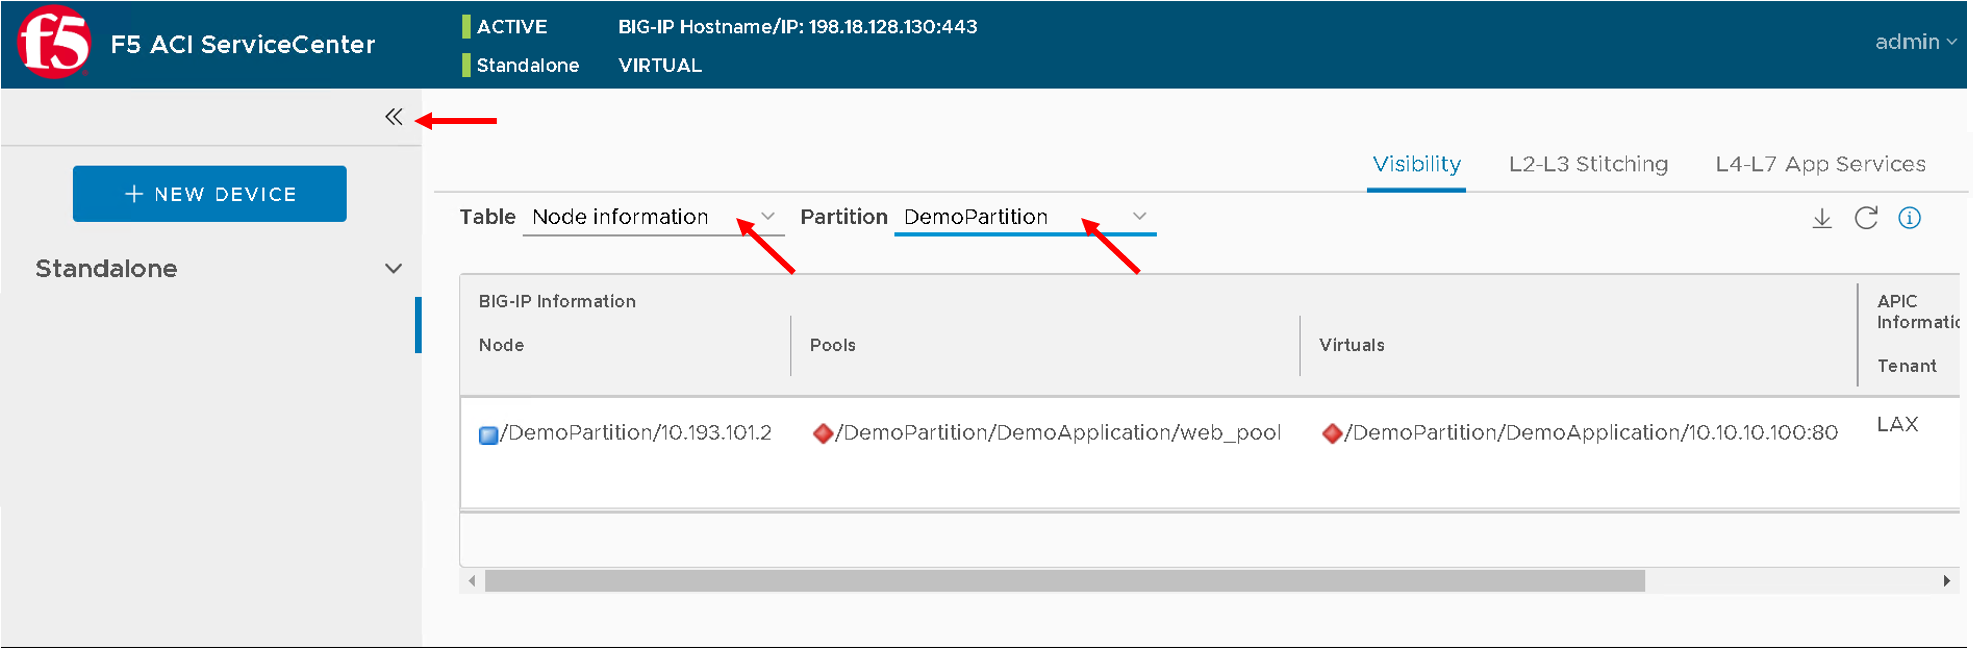 f5
F5 ACI ServiceCenter
ACTIVE
BIG-IP Hostname/IP: 198.18.128.130:443
Standalone
VIRTUAL
admin
+ NEW DEVICE
Standalone
Visibility
L2-L3 Stitching
L4-L7 App Services
Table
Node information
Partition
DemoPartition
BIG-IP Information
APIC
Informatic
Node
Pools
Virtuals
Tenant
/DemoPartition/10.193.101.2
/DemoPartition/DemoApplication/web_pool
/DemoPartition/DemoApplication/10.10.10.100:80
LAX